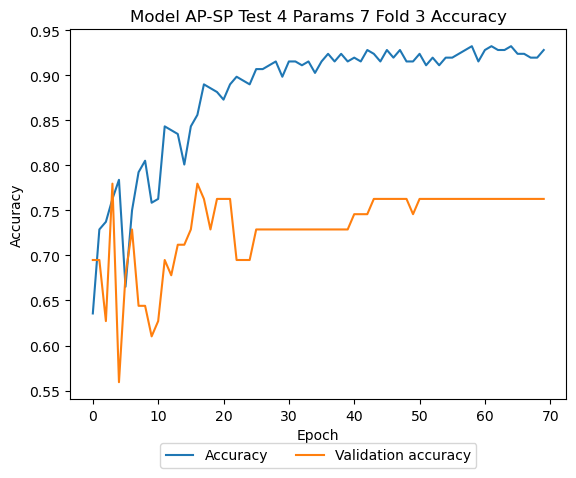 Model AP-SP Test 4 Params 7 Fold 3 Accuracy
0.95
0.90
0.85
0.80
0.75
0.70
0.65
0.60
0.55
Accuracy
0 10 20 30 40 50 60 70
Epoch
Accuracy Validation accuracy